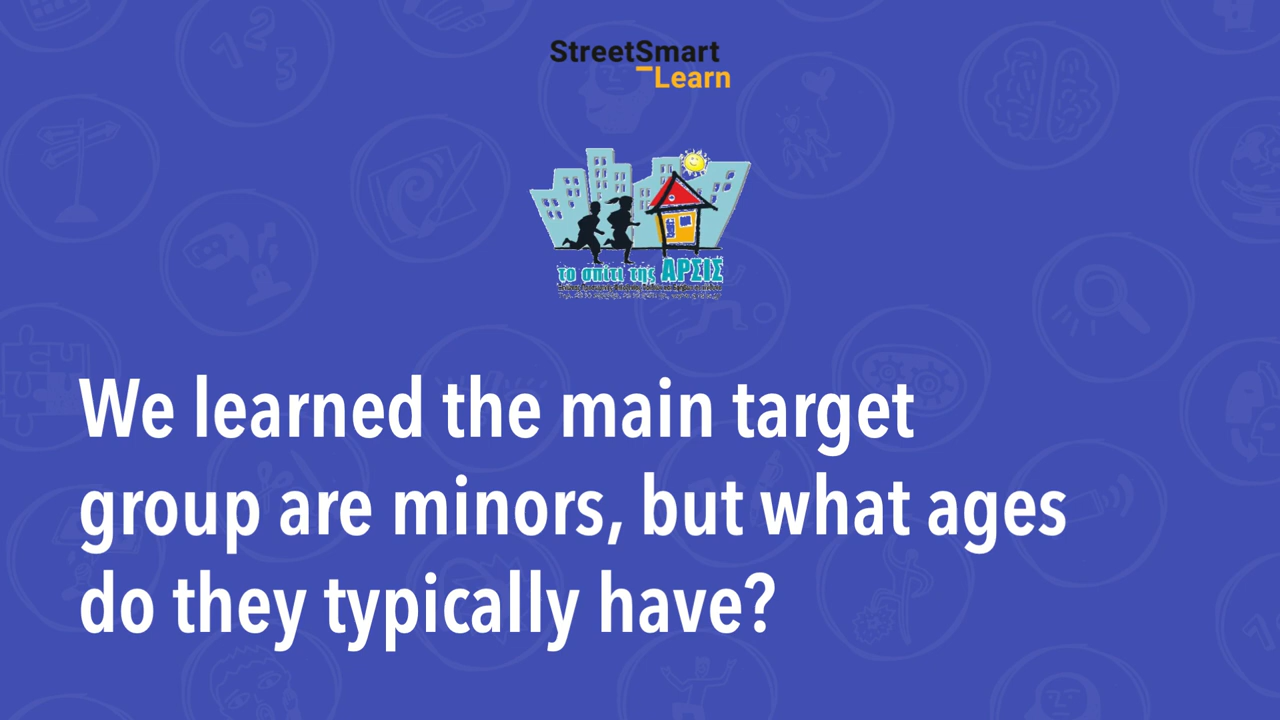 StreetSmart
Learn
το σπίτι της ΑΡΣΙΣ
We learned the main target
group are minors, but what ages
do they typically have?